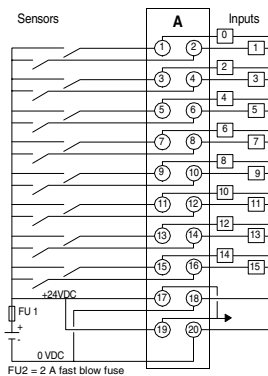 Sensors A Inputs
0
1 2 1
2
3 4 3
4
5 6 5
6
7 8 7
8
9 10 9
10
11 12 11
12
13 14 13
14
15 16 15
+24VDC 17 18
FU 1
+ 19 20
-
0 VDC
FU2 = 2 A fast blow fuse